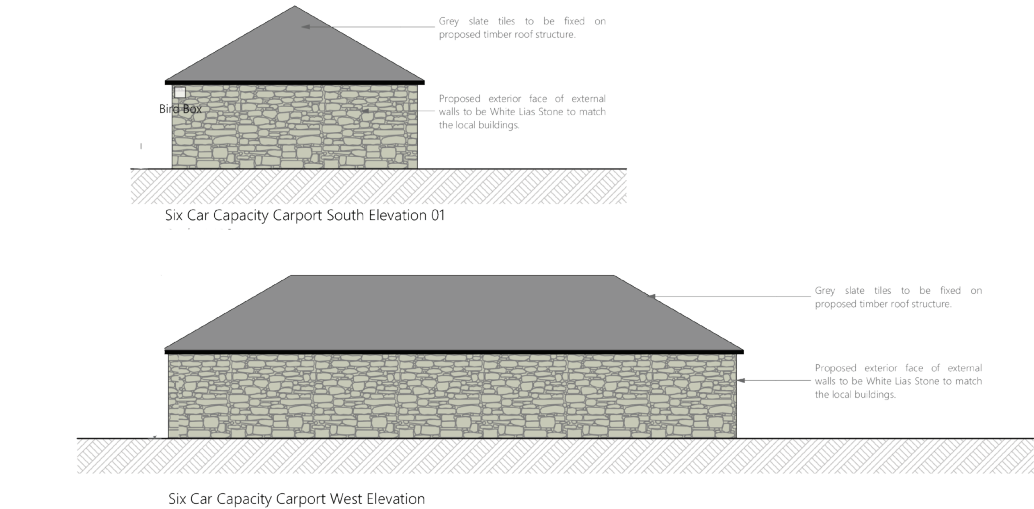 Grey slate tiles to be fixed on
proposed timber roof structure.
Proposed exterior face of external
walls to be White Lias Stone to match
the local buildings.
Bird Box
Six Car Capacity Carport South Elevation 01
Grey slate tiles to be fixed on
proposed timber roof structure.
Proposed exterior face of external
walls to be White Lias Stone to match
the local buildings.
Six Car Capacity Carport West Elevation